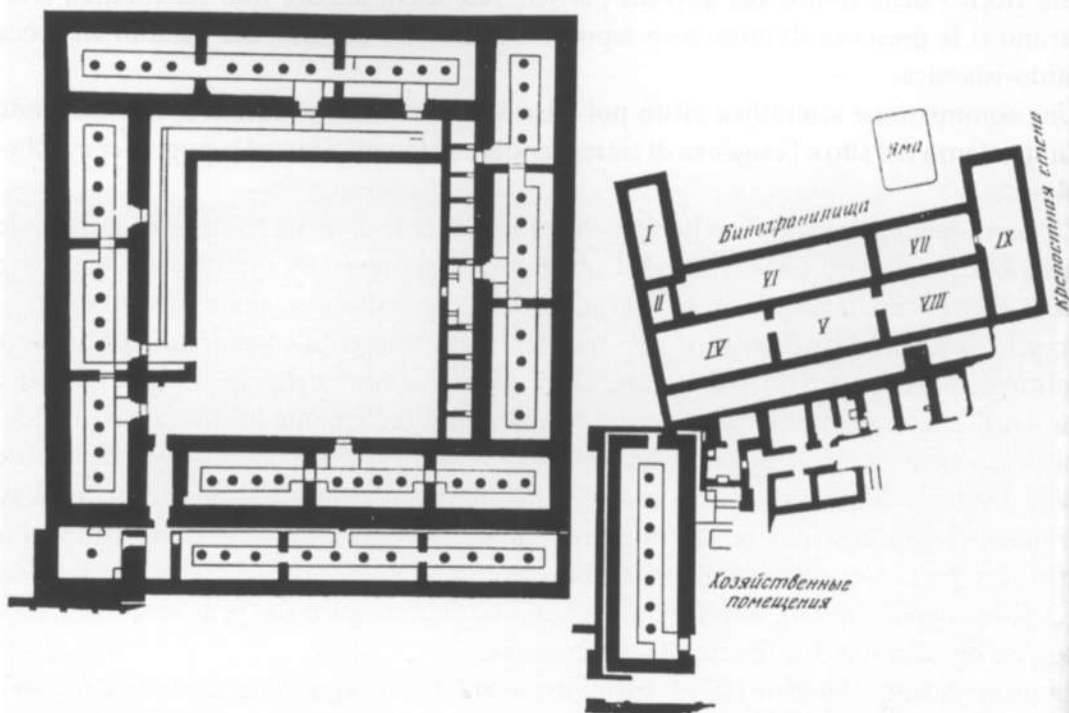 яма
Крепостная стена
Винохранилища
I
II
VI
VII
IX
IV
V
VIII
Хозяйственные
помещения